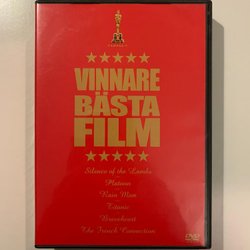 VINNARE
BÄSTA
FILM
Silence of the Lambs
Platoon
Rain Man
Titanic
Braveheart
The French Connection
DVD